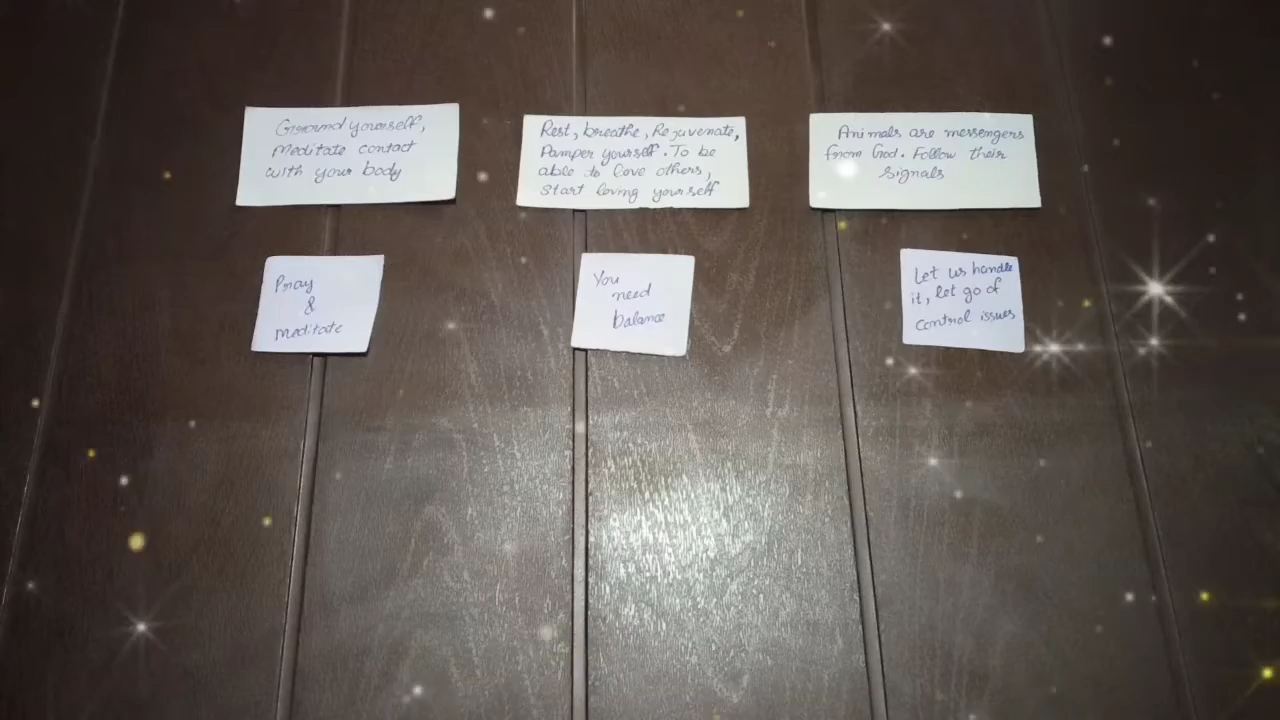 Ground yourself,
Meditate contact
with your body
Rest, breathe, Rejuvenate,
Pamper yourself. To be
able to love others,
Start loving yourself
Animals are messengers
from God. Follow their
Signals
Pray
&
meditate
You
need
balance
Let us handle
it, let go of
control issues